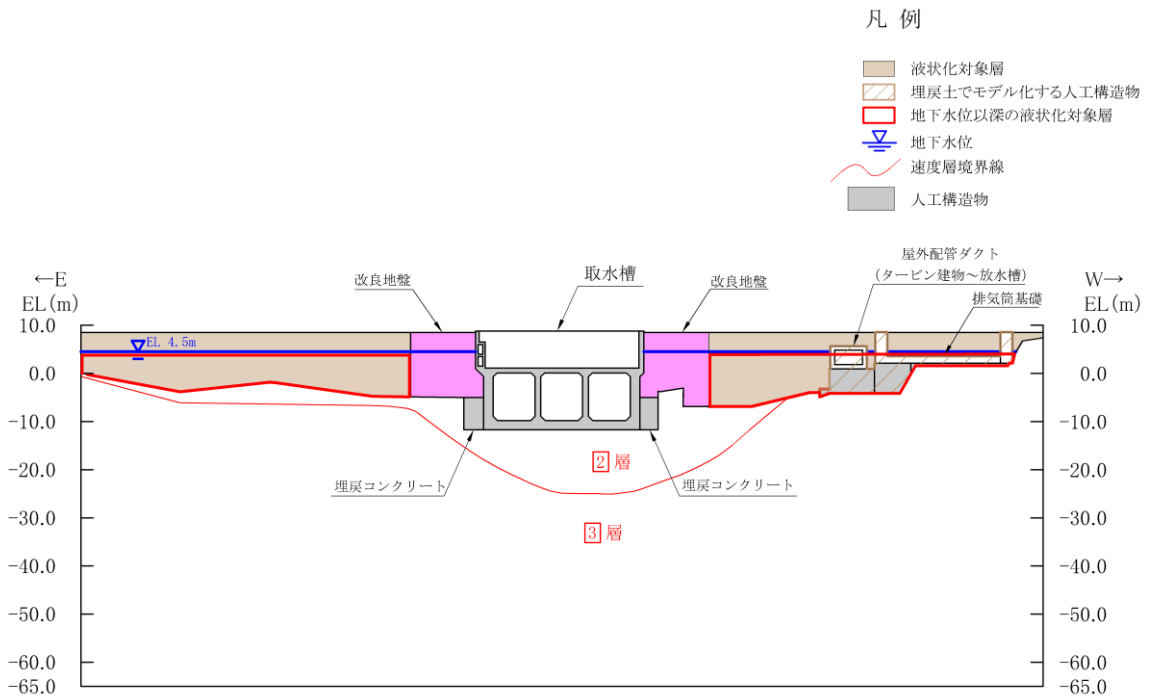 凡 例
液状化対象層
埋戻土でモデル化する人工構造物
地下水位以深の液状化対象層
地下水位
速度層境界線
人工構造物
←E
EL(m)
改良地盤
取水槽
改良地盤
屋外配管ダクト
(タービン建物～放水槽)
排気筒基礎
W→
EL(m)
10.0
0.0
-10.0
-20.0
-30.0
-40.0
-50.0
-60.0
-65.0
EL 4.5m
埋戻コンクリート
2 層
埋戻コンクリート
3 層
10.0
0.0
-10.0
-20.0
-30.0
-40.0
-50.0
-60.0
-65.0